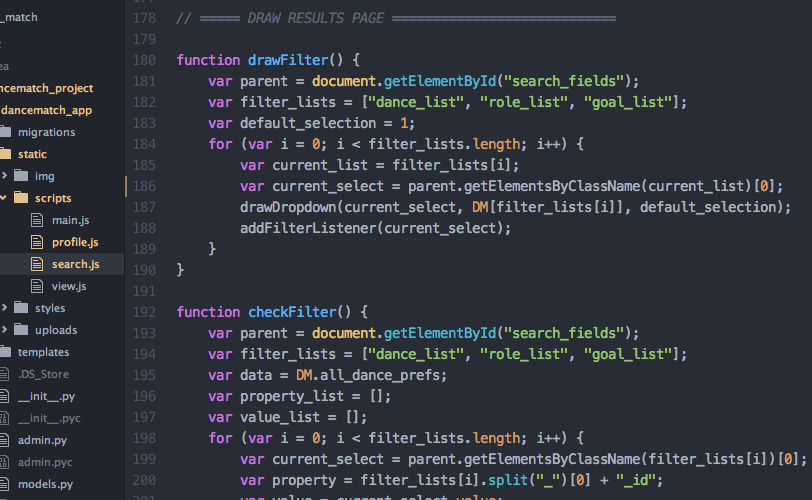 _match
ea
ncematch_project
dancematch_app
migrations
static
img
scripts
main.js
profile.js
search.js
view.js
styles
uploads
templates
.DS_Store
__init__.py
__init__.pyc
admin.py
admin.pyc
models.py
178 // ===== DRAW RESULTS PAGE ============================
179
180 function drawFilter() {
181 var parent = document.getElementById("search_fields");
182 var filter_lists = ["dance_list", "role_list", "goal_list"];
183 var default_selection = 1;
184 for (var i = 0; i < filter_lists.length; i++) {
185 var current_list = filter_lists[i];
186 var current_select = parent.getElementsByClassName(current_list)[0];
187 drawDropdown(current_select, DM[filter_lists[i]], default_selection);
188 addFilterListener(current_select);
189 }
190 }
191
192 function checkFilter() {
193 var parent = document.getElementById("search_fields");
194 var filter_lists = ["dance_list", "role_list", "goal_list"];
195 var data = DM.all_dance_prefs;
196 var property_list = [];
197 var value_list = [];
198 for (var i = 0; i < filter_lists.length; i++) {
199 var current_select = parent.getElementsByClassName(filter_lists[i])[0];
200 var property = filter_lists[i].split("_")[0] + "_id";
201 var value = current_select.value;